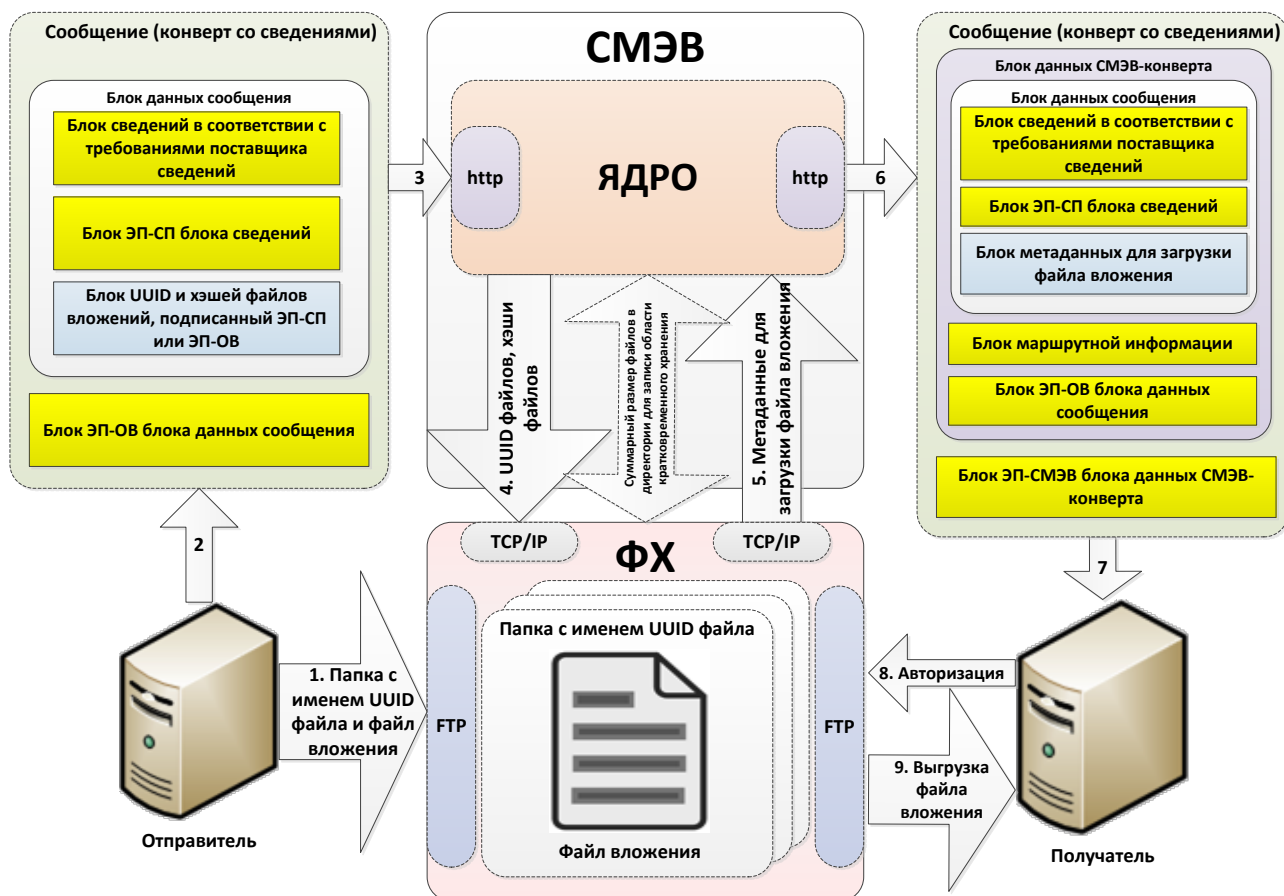 Сообщение (конверт со сведениями)
Блок данных сообщения
Блок сведений в соответствии с
требованиями поставщика
сведений
Блок ЭП-СП блока сведений
Блок UUID и хэшей файлов
вложений, подписанный ЭП-СП
или ЭП-ОВ
Блок ЭП-ОВ блока данных сообщения
2
3
СМЭВ
http
ЯДРО
http
6
4. UUID файлов, хэши
файлов
Суммарный размер файлов в
директории для записи области
кратковременного хранения
5. Метаданные для
загрузки файла вложения
Сообщение (конверт со сведениями)
Блок данных СМЭВ-конверта
Блок данных сообщения
Блок сведений в соответствии с
требованиями поставщика
сведений
Блок ЭП-СП блока сведений
Блок метаданных для загрузки
файла вложения
Блок маршрутной информации
Блок ЭП-ОВ блока данных
сообщения
Блок ЭП-СМЭВ блока данных СМЭВ-
конверта
7
TCP/IP
ФХ
TCP/IP
Отправитель
1. Папка с
именем UUID
файла и файл
вложения
FTP
Папка с именем UUID файла
Файл вложения
FTP
8. Авторизация
9. Выгрузка
файла
вложения
Получатель